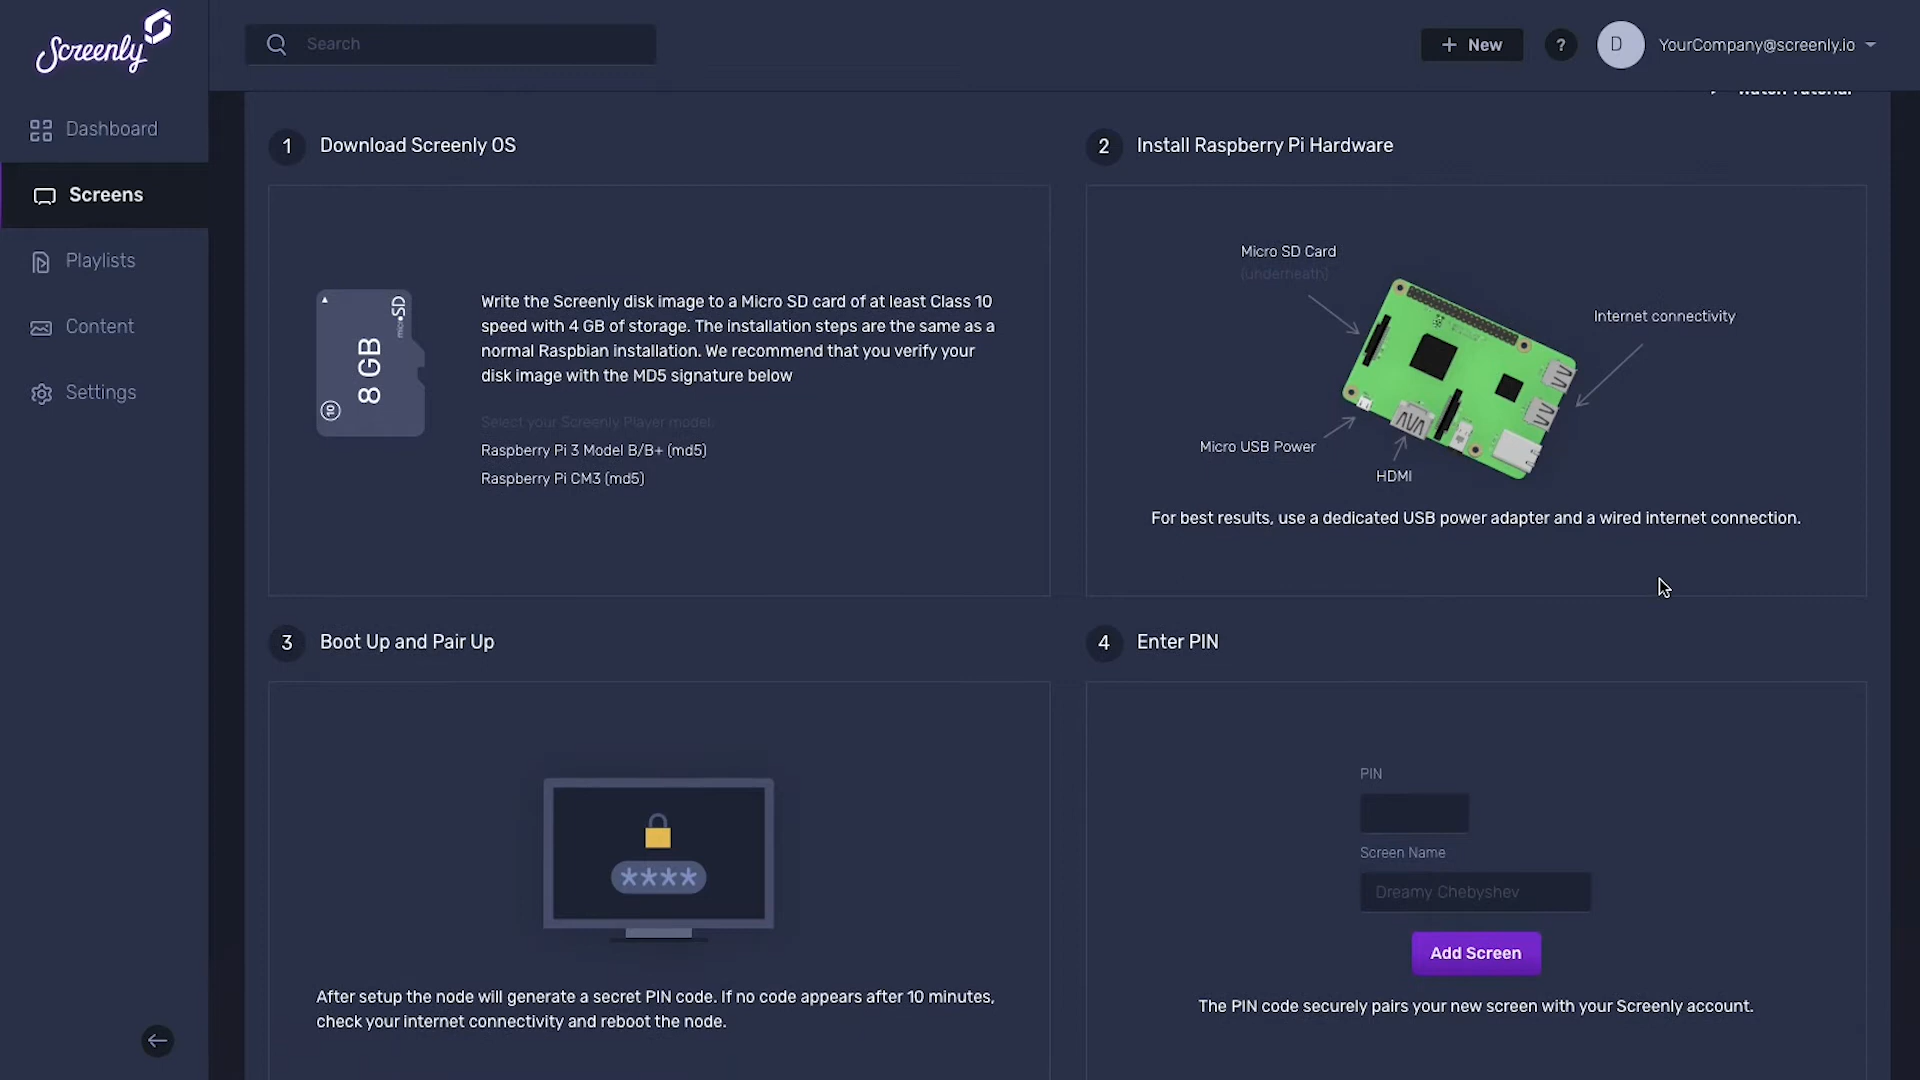 Screenly
Search
New
?
D
YourCompany@screenly.io
Dashboard
Screens
Playlists
Content
Settings
Watch Tutorial
1 Download Screenly OS
8 GB
micro SD
10
Write the Screenly disk image to a Micro SD card of at least Class 10
speed with 4 GB of storage. The installation steps are the same as a
normal Raspbian installation. We recommend that you verify your
disk image with the MD5 signature below
Select your Screenly Player model:
Raspberry Pi 3 Model B/B+ (md5)
Raspberry Pi CM3 (md5)
2 Install Raspberry Pi Hardware
Micro SD Card
(underneath)
Internet connectivity
Micro USB Power
HDMI
For best results, use a dedicated USB power adapter and a wired internet connection.
3 Boot Up and Pair Up
****
After setup the node will generate a secret PIN code. If no code appears after 10 minutes,
check your internet connectivity and reboot the node.
4 Enter PIN
PIN
Screen Name
Dreamy Chebyshev
Add Screen
The PIN code securely pairs your new screen with your Screenly account.